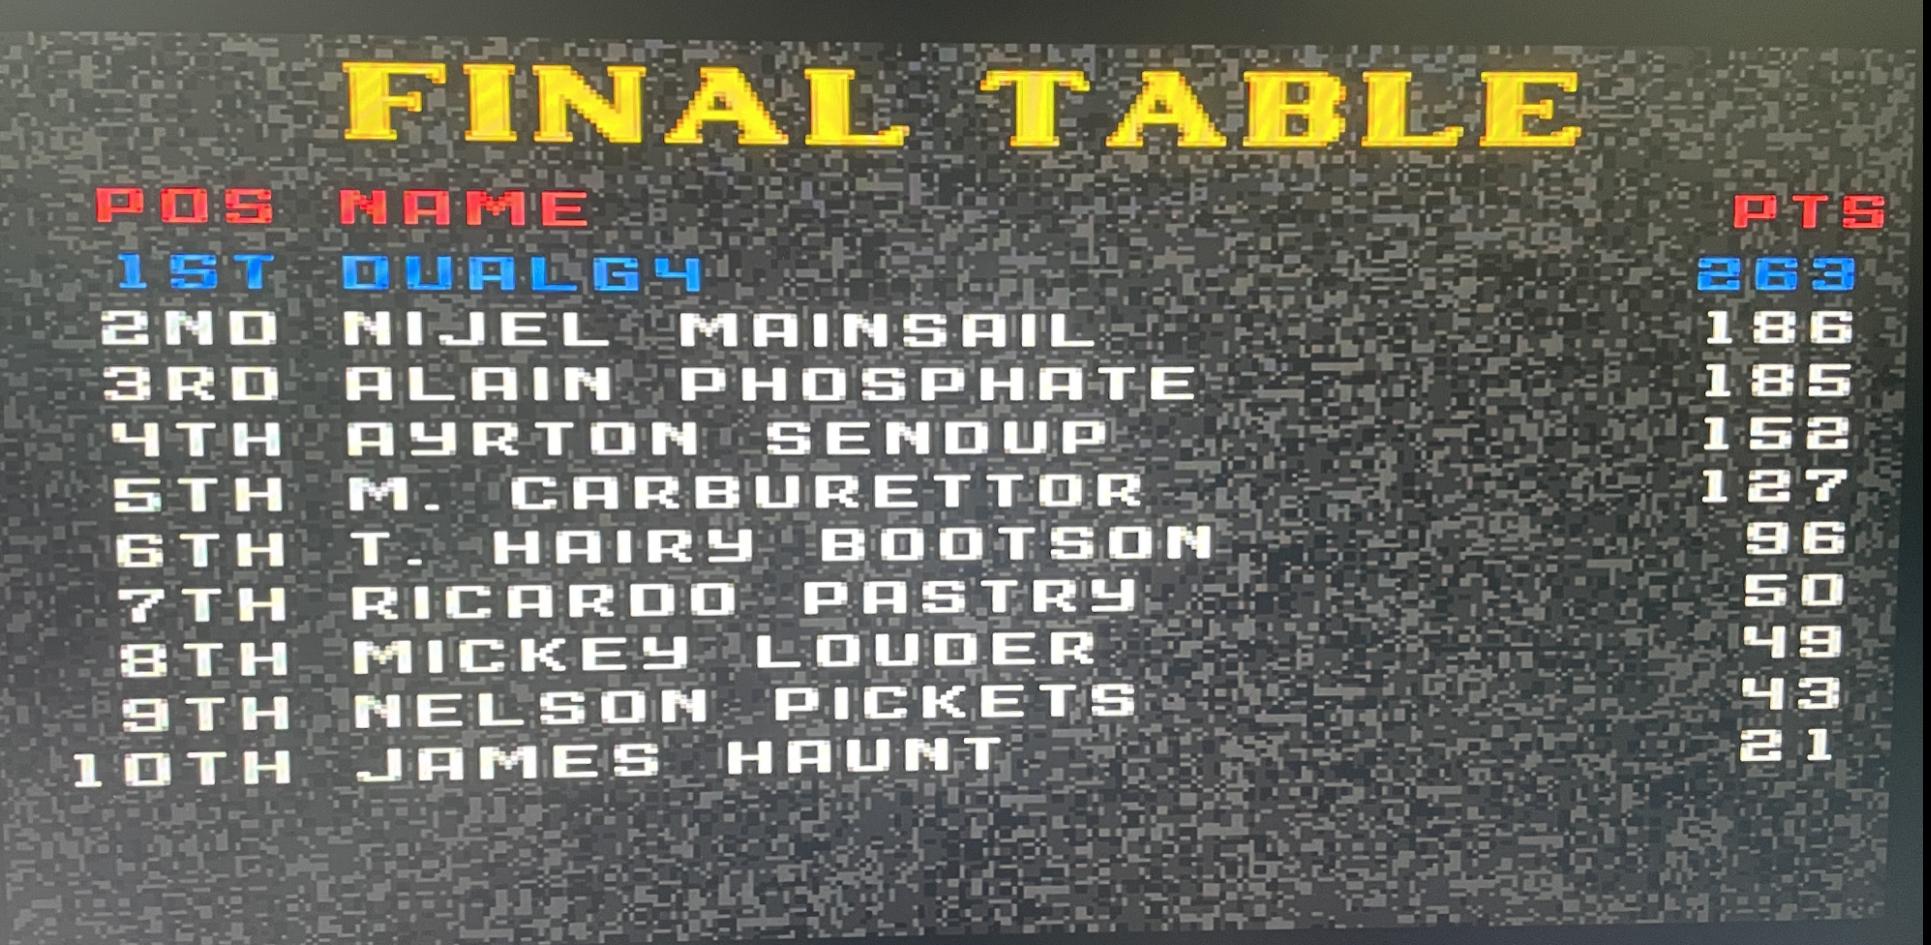 FINAL TABLE
POS NAME PTS
1ST DUALG4 263
2ND NIJEL MAINSAIL 186
3RD ALAIN PHOSPHATE 185
4TH AYRTON SENDUP 152
5TH M. CARBURETTOR 127
6TH T. HAIRY BOOTSON 96
7TH RICARDO PASTRY 50
8TH MICKEY LOUDER 49
9TH NELSON PICKETS 43
10TH JAMES HAUNT 21